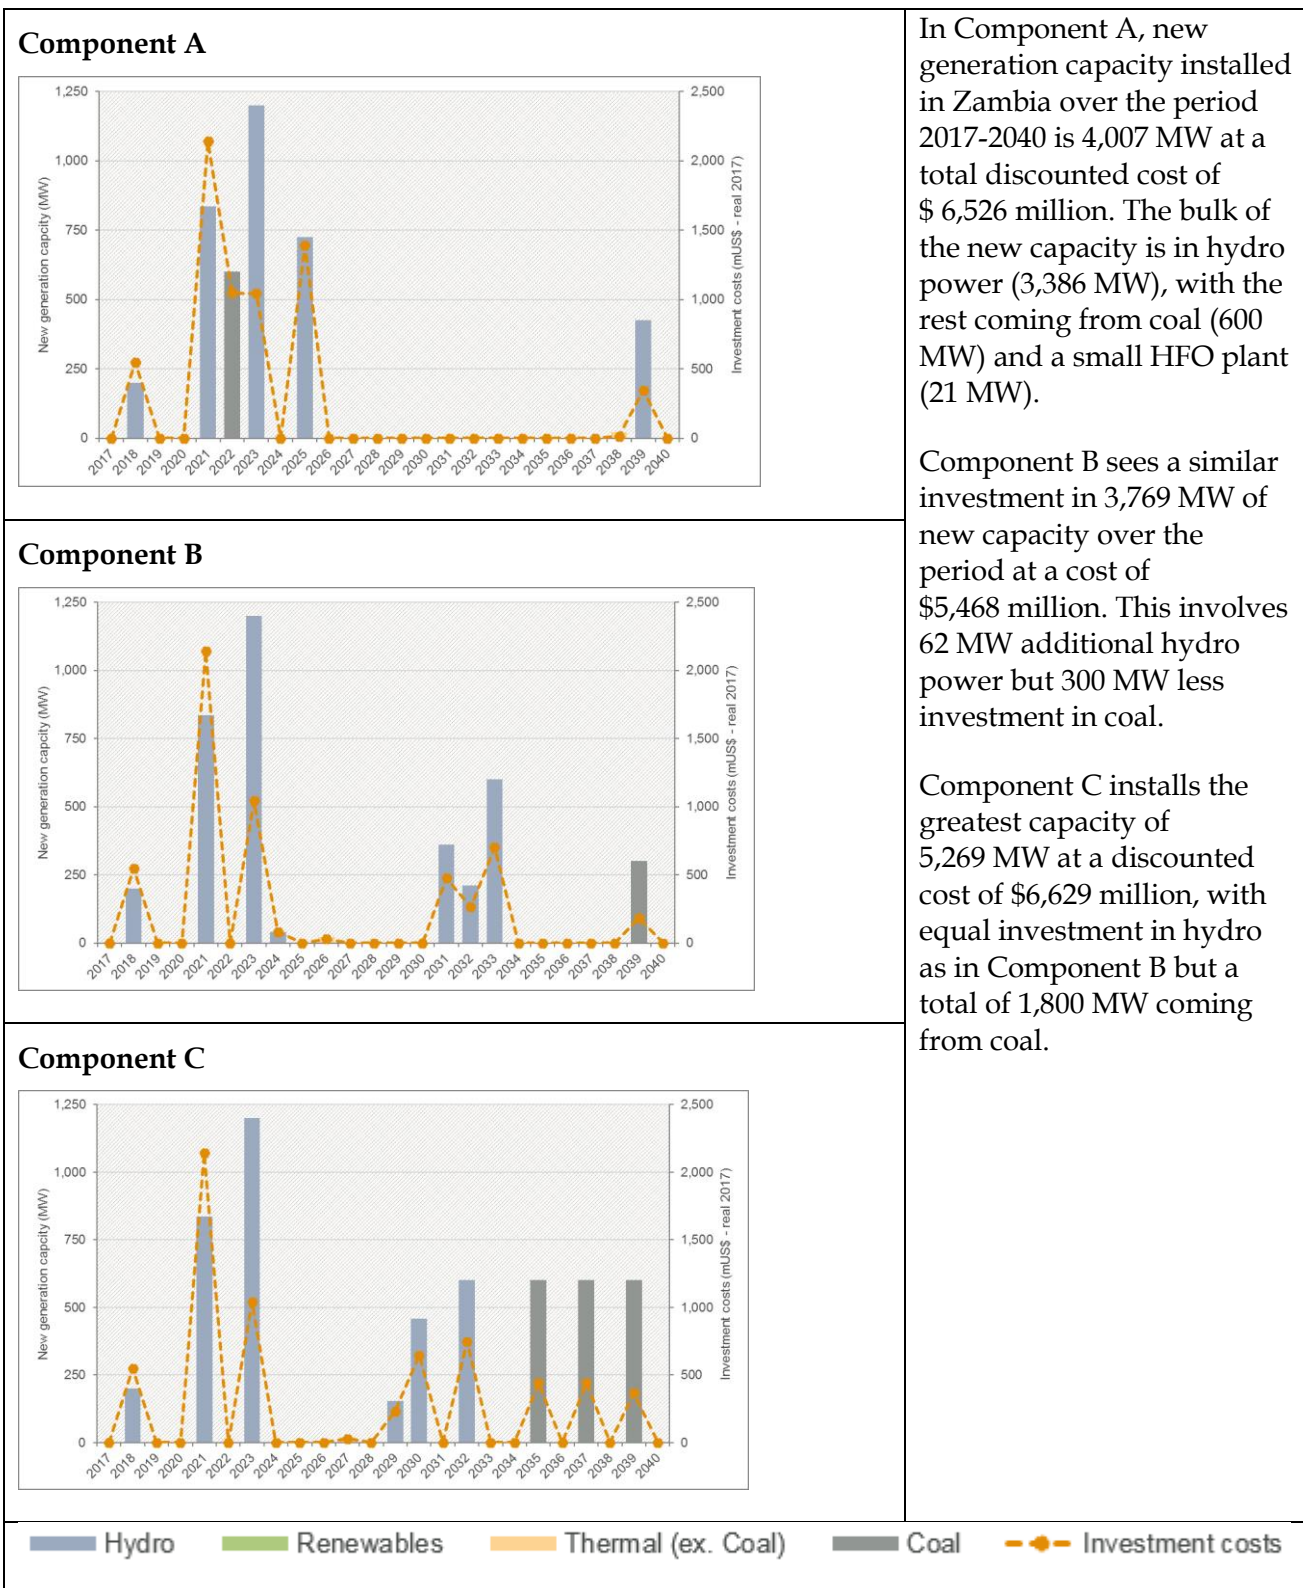 Component A
New generation capcity (MW)
1,250
1,000
750
500
250
0
2,500
2,000
1,500
1,000
500
0
Investment costs (mUS$ - real 2017)
2017 2018 2019 2020 2021 2022 2023 2024 2025 2026 2027 2028 2029 2030 2031 2032 2033 2034 2035 2036 2037 2038 2039 2040
In Component A, new
generation capacity installed
in Zambia over the period
2017-2040 is 4,007 MW at a
total discounted cost of
$ 6,526 million. The bulk of
the new capacity is in hydro
power (3,386 MW), with the
rest coming from coal (600
MW) and a small HFO plant
(21 MW).
Component B sees a similar
investment in 3,769 MW of
new capacity over the
period at a cost of
$5,468 million. This involves
62 MW additional hydro
power but 300 MW less
investment in coal.
Component C installs the
greatest capacity of
5,269 MW at a discounted
cost of $6,629 million, with
equal investment in hydro
as in Component B but a
total of 1,800 MW coming
from coal.
Component B
New generation capcity (MW)
1,250
1,000
750
500
250
0
2,500
2,000
1,500
1,000
500
0
Investment costs (mUS$ - real 2017)
2017 2018 2019 2020 2021 2022 2023 2024 2025 2026 2027 2028 2029 2030 2031 2032 2033 2034 2035 2036 2037 2038 2039 2040
Component C
New generation capcity (MW)
1,250
1,000
750
500
250
0
2,500
2,000
1,500
1,000
500
0
Investment costs (mUS$ - real 2017)
2017 2018 2019 2020 2021 2022 2023 2024 2025 2026 2027 2028 2029 2030 2031 2032 2033 2034 2035 2036 2037 2038 2039 2040
Hydro Renewables Thermal (ex. Coal) Coal Investment costs